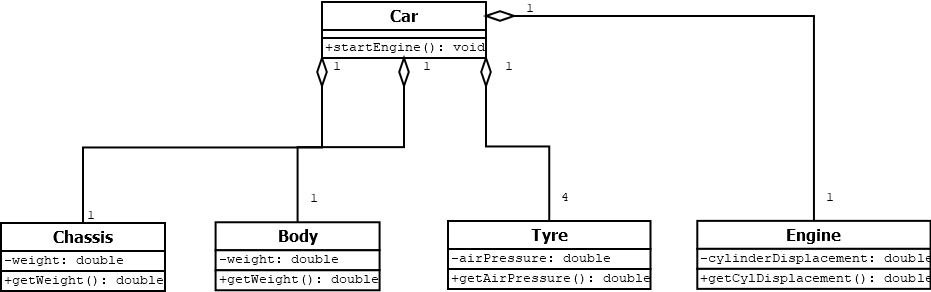 Car
1
+startEngine(): void
1
1
1
1
1
4
1
Chassis
Body
Tyre
Engine
-weight: double
-weight: double
-airPressure: double
-cylinderDisplacement: double
+getWeight(): double
+getWeight(): double
+getAirPressure(): double
+getCylDisplacement(): double